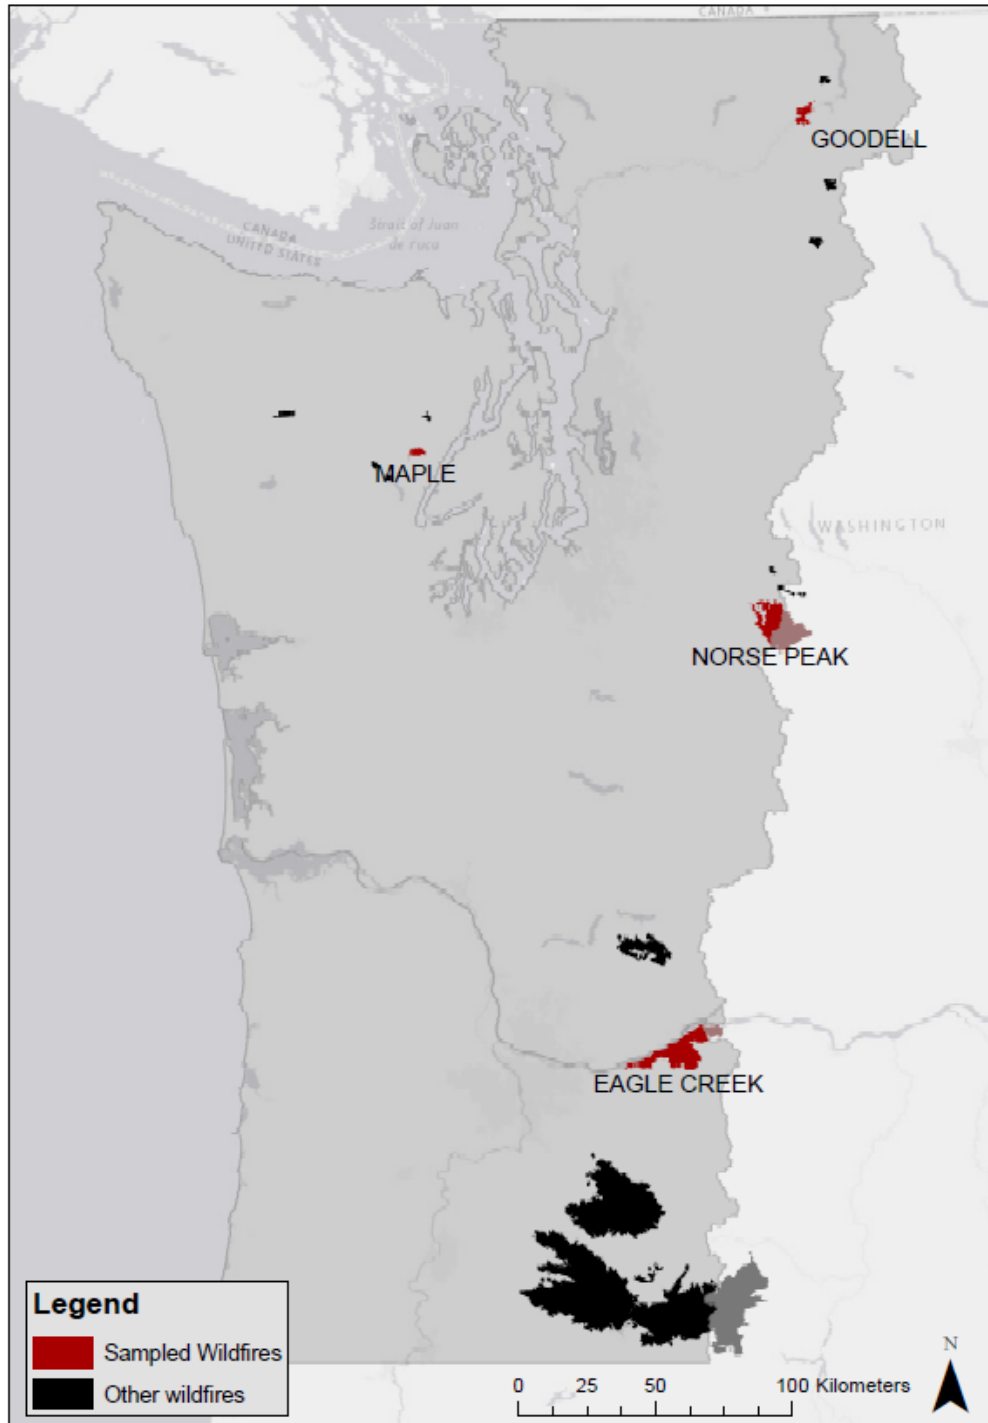 CANADA
GOODELL
Strait of Juan
de Fuca
CANADA
UNITED STATES
MAPLE
WASHINGTON
NORSE PEAK
EAGLE CREEK
Legend
Sampled Wildfires
Other wildfires
N
0 25 50 100 Kilometers